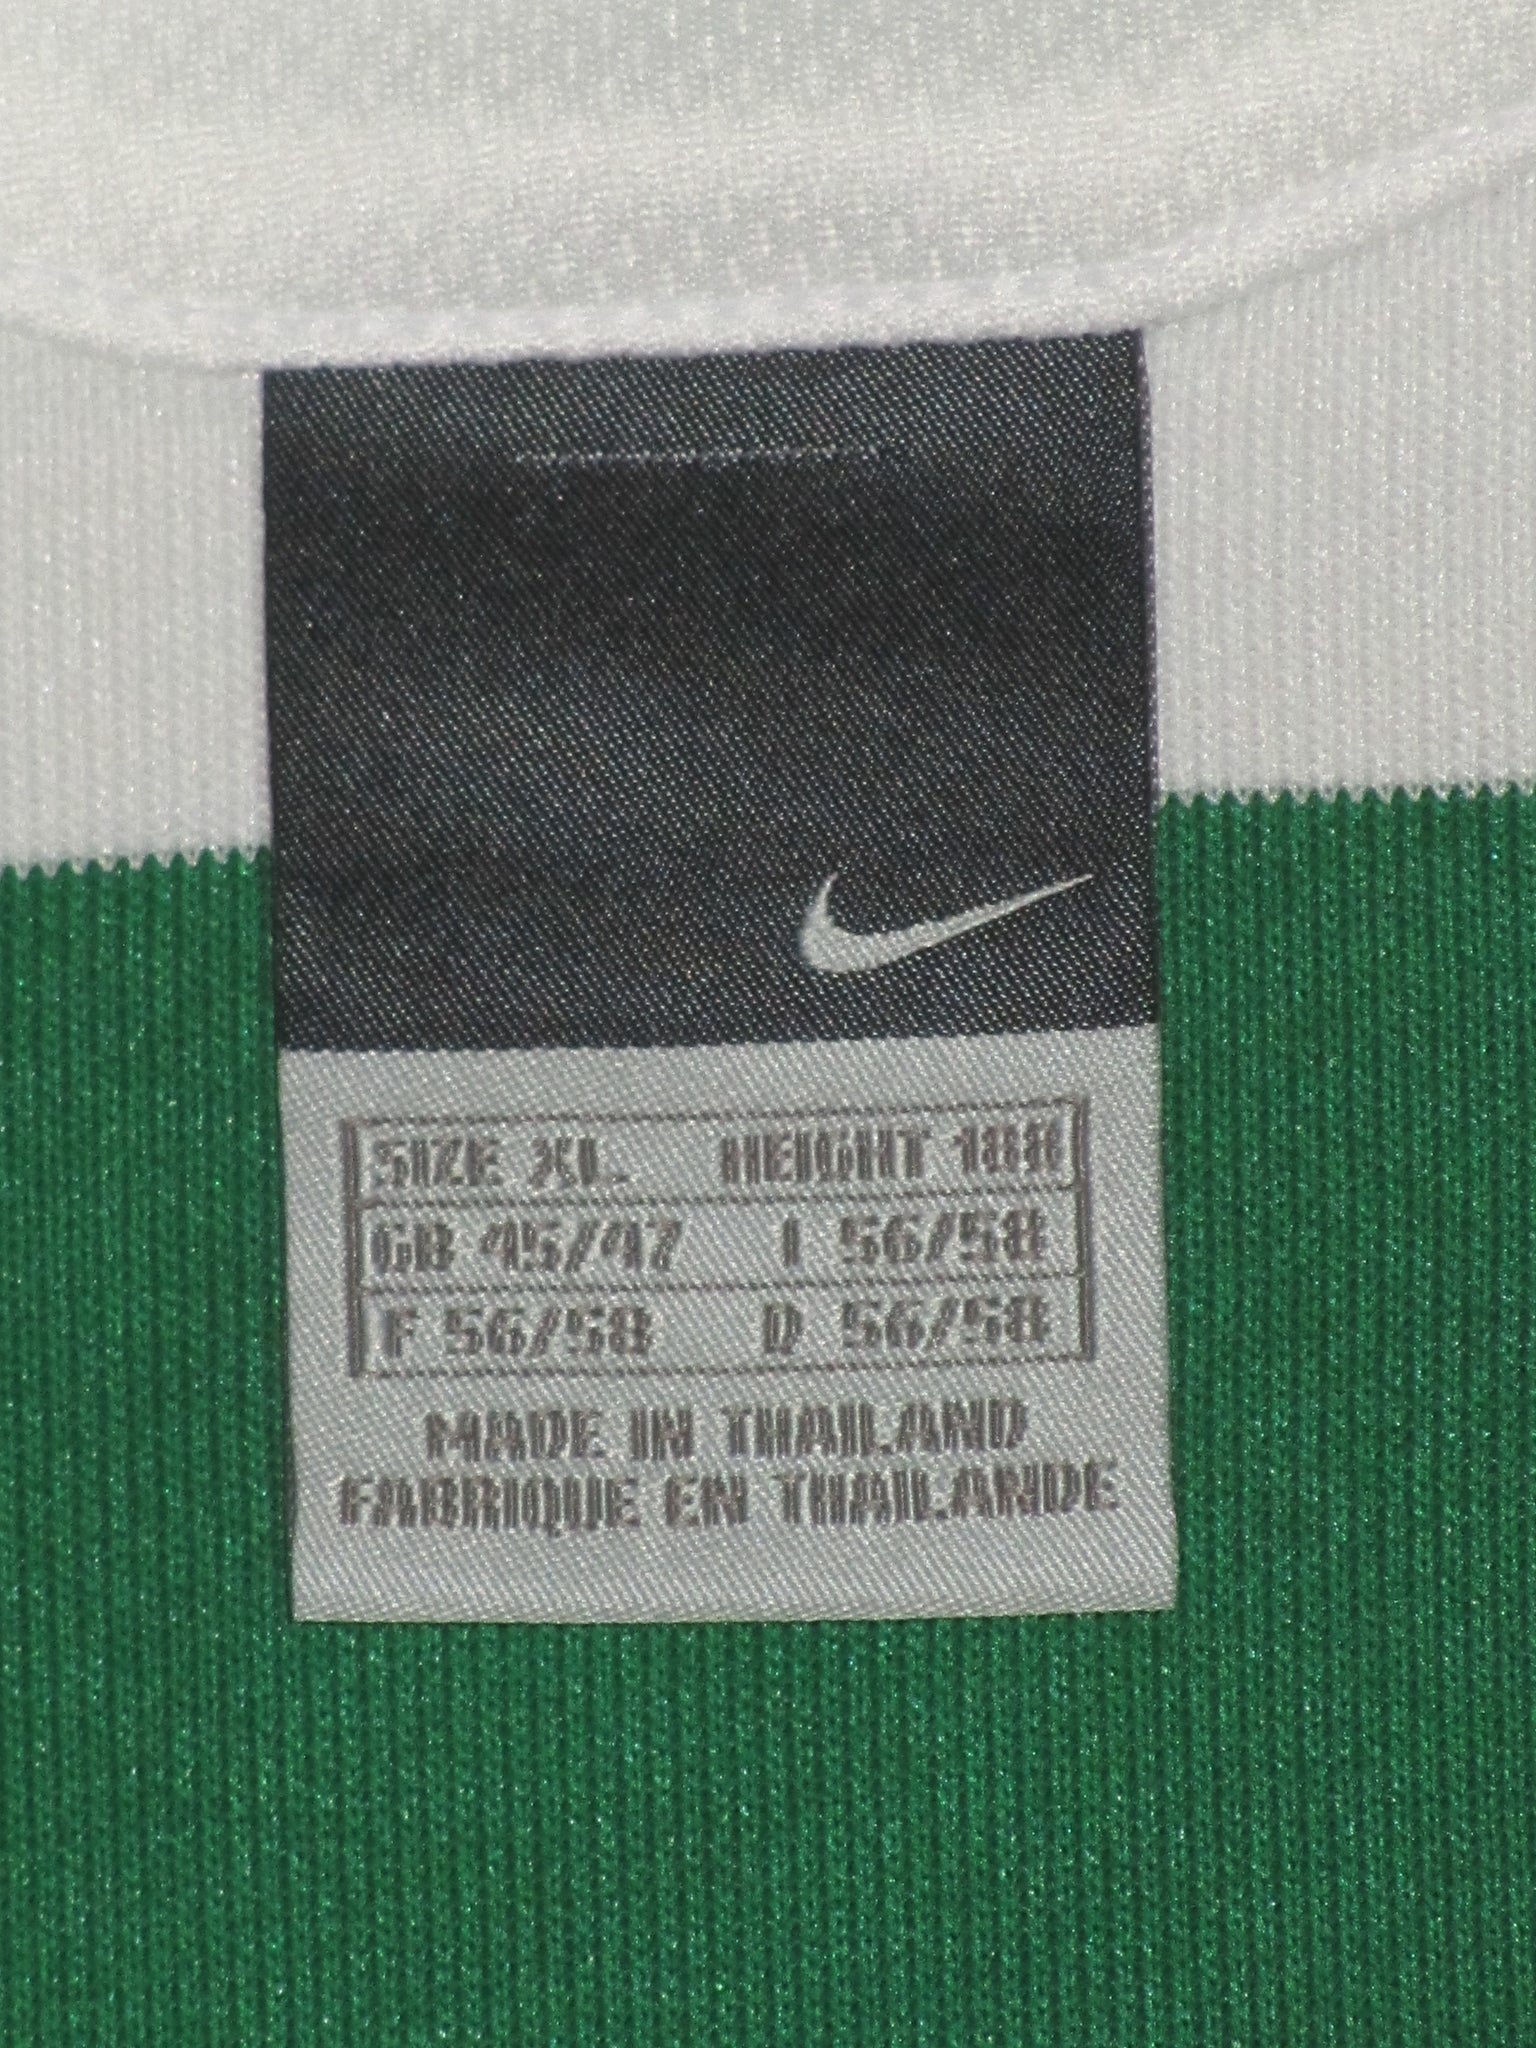 SIZE XL HEIGHT 188
GB 45/47 I 56/58
F 56/58 D 56/58
MADE IN THAILAND
FABRIQUE EN THAILANDE